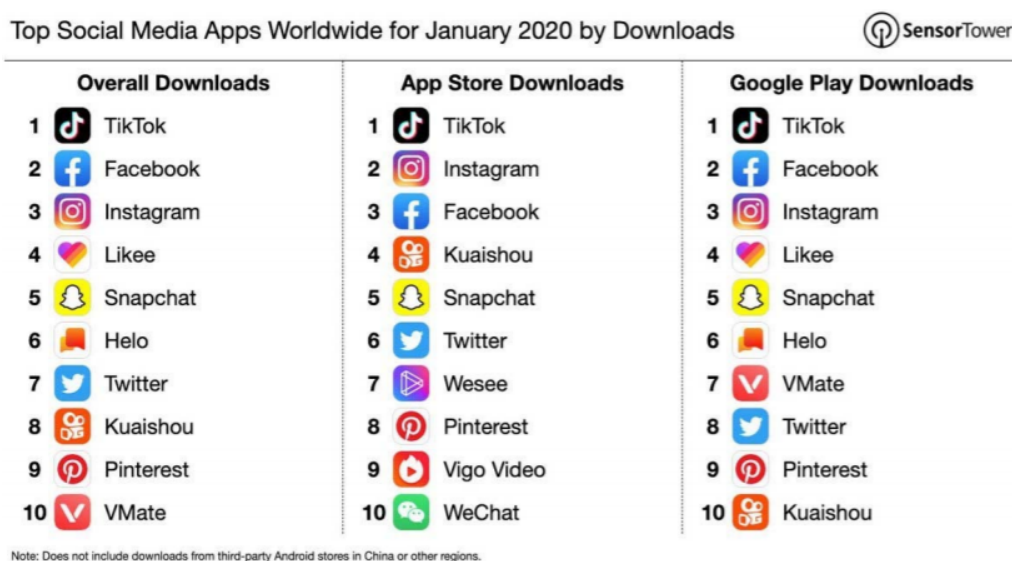 Top Social Media Apps Worldwide for January 2020 by Downloads
SensorTower
Overall Downloads
1 TikTok
2 Facebook
3 Instagram
4 Likee
5 Snapchat
6 Helo
7 Twitter
8 Kuaishou
9 Pinterest
10 VMate
App Store Downloads
1 TikTok
2 Instagram
3 Facebook
4 Kuaishou
5 Snapchat
6 Twitter
7 Wesee
8 Pinterest
9 Vigo Video
10 WeChat
Google Play Downloads
1 TikTok
2 Facebook
3 Instagram
4 Likee
5 Snapchat
6 Helo
7 VMate
8 Twitter
9 Pinterest
10 Kuaishou
Note: Does not include downloads from third-party Android stores in China or other regions.